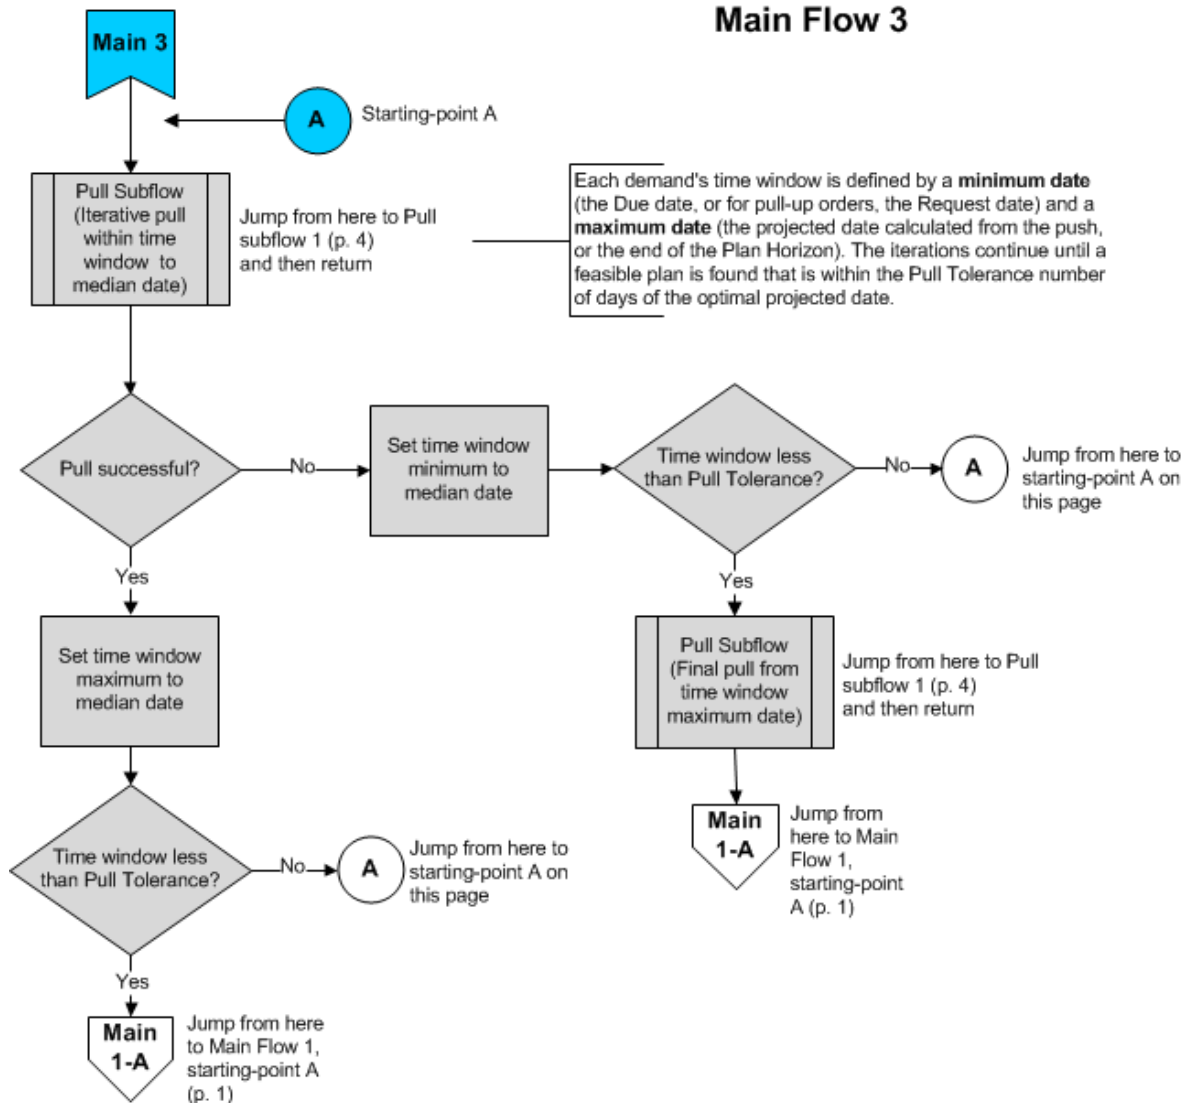 Main Flow 3
Main 3
A
Starting-point A
Pull Subflow
(Iterative pull
within time
window to
median date)
Jump from here to Pull
subflow 1 (p. 4)
and then return
Each demand's time window is defined by a minimum date
(the Due date, or for pull-up orders, the Request date) and a
maximum date (the projected date calculated from the push,
or the end of the Plan Horizon). The iterations continue until a
feasible plan is found that is within the Pull Tolerance number
of days of the optimal projected date.
Pull successful?
No
Set time window
minimum to
median date
Time window less
than Pull Tolerance?
No
A
Jump from here to
starting-point A on
this page
Yes
Yes
Set time window
maximum to
median date
Pull Subflow
(Final pull from
time window
maximum date)
Jump from here to Pull
subflow 1 (p. 4)
and then return
Main
1-A
Jump from
here to Main
Flow 1,
starting-point
A (p. 1)
Time window less
than Pull Tolerance?
No
A
Jump from here to
starting-point A on
this page
Yes
Main
1-A
Jump from here
to Main Flow 1,
starting-point A
(p. 1)